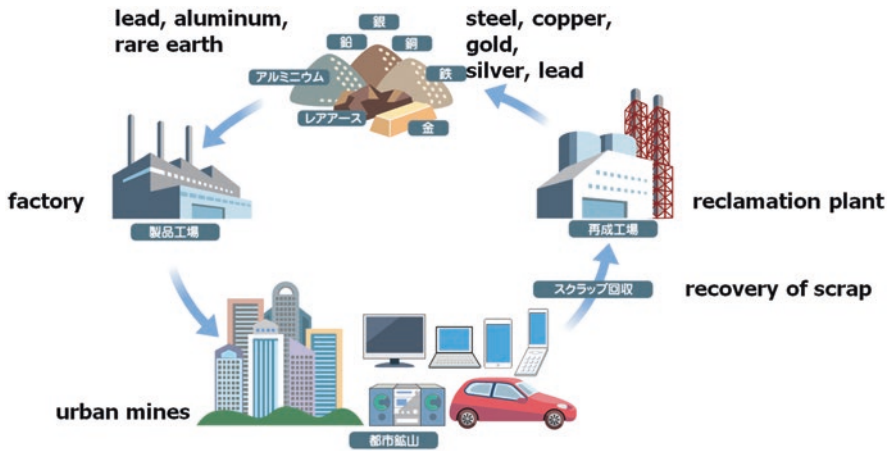 lead, aluminum,
rare earth
銀
steel, copper,
gold,
silver, lead
鉛
銅
アルミニウム
鉄
レアアース
金
factory
製品工場
reclamation plant
再成工場
スクラップ回収
recovery of scrap
urban mines
都市鉱山